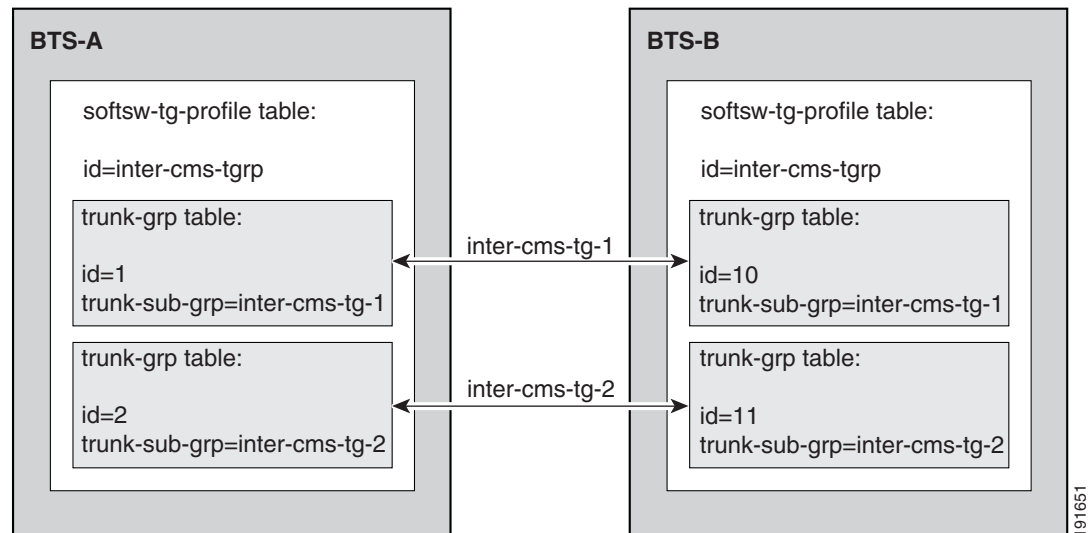 BTS-A
softsw-tg-profile table:
id=inter-cms-tgrp
trunk-grp table:
id=1
trunk-sub-grp=inter-cms-tg-1
trunk-grp table:
id=2
trunk-sub-grp=inter-cms-tg-2
inter-cms-tg-1
inter-cms-tg-2
BTS-B
softsw-tg-profile table:
id=inter-cms-tgrp
trunk-grp table:
id=10
trunk-sub-grp=inter-cms-tg-1
trunk-grp table:
id=11
trunk-sub-grp=inter-cms-tg-2
191651